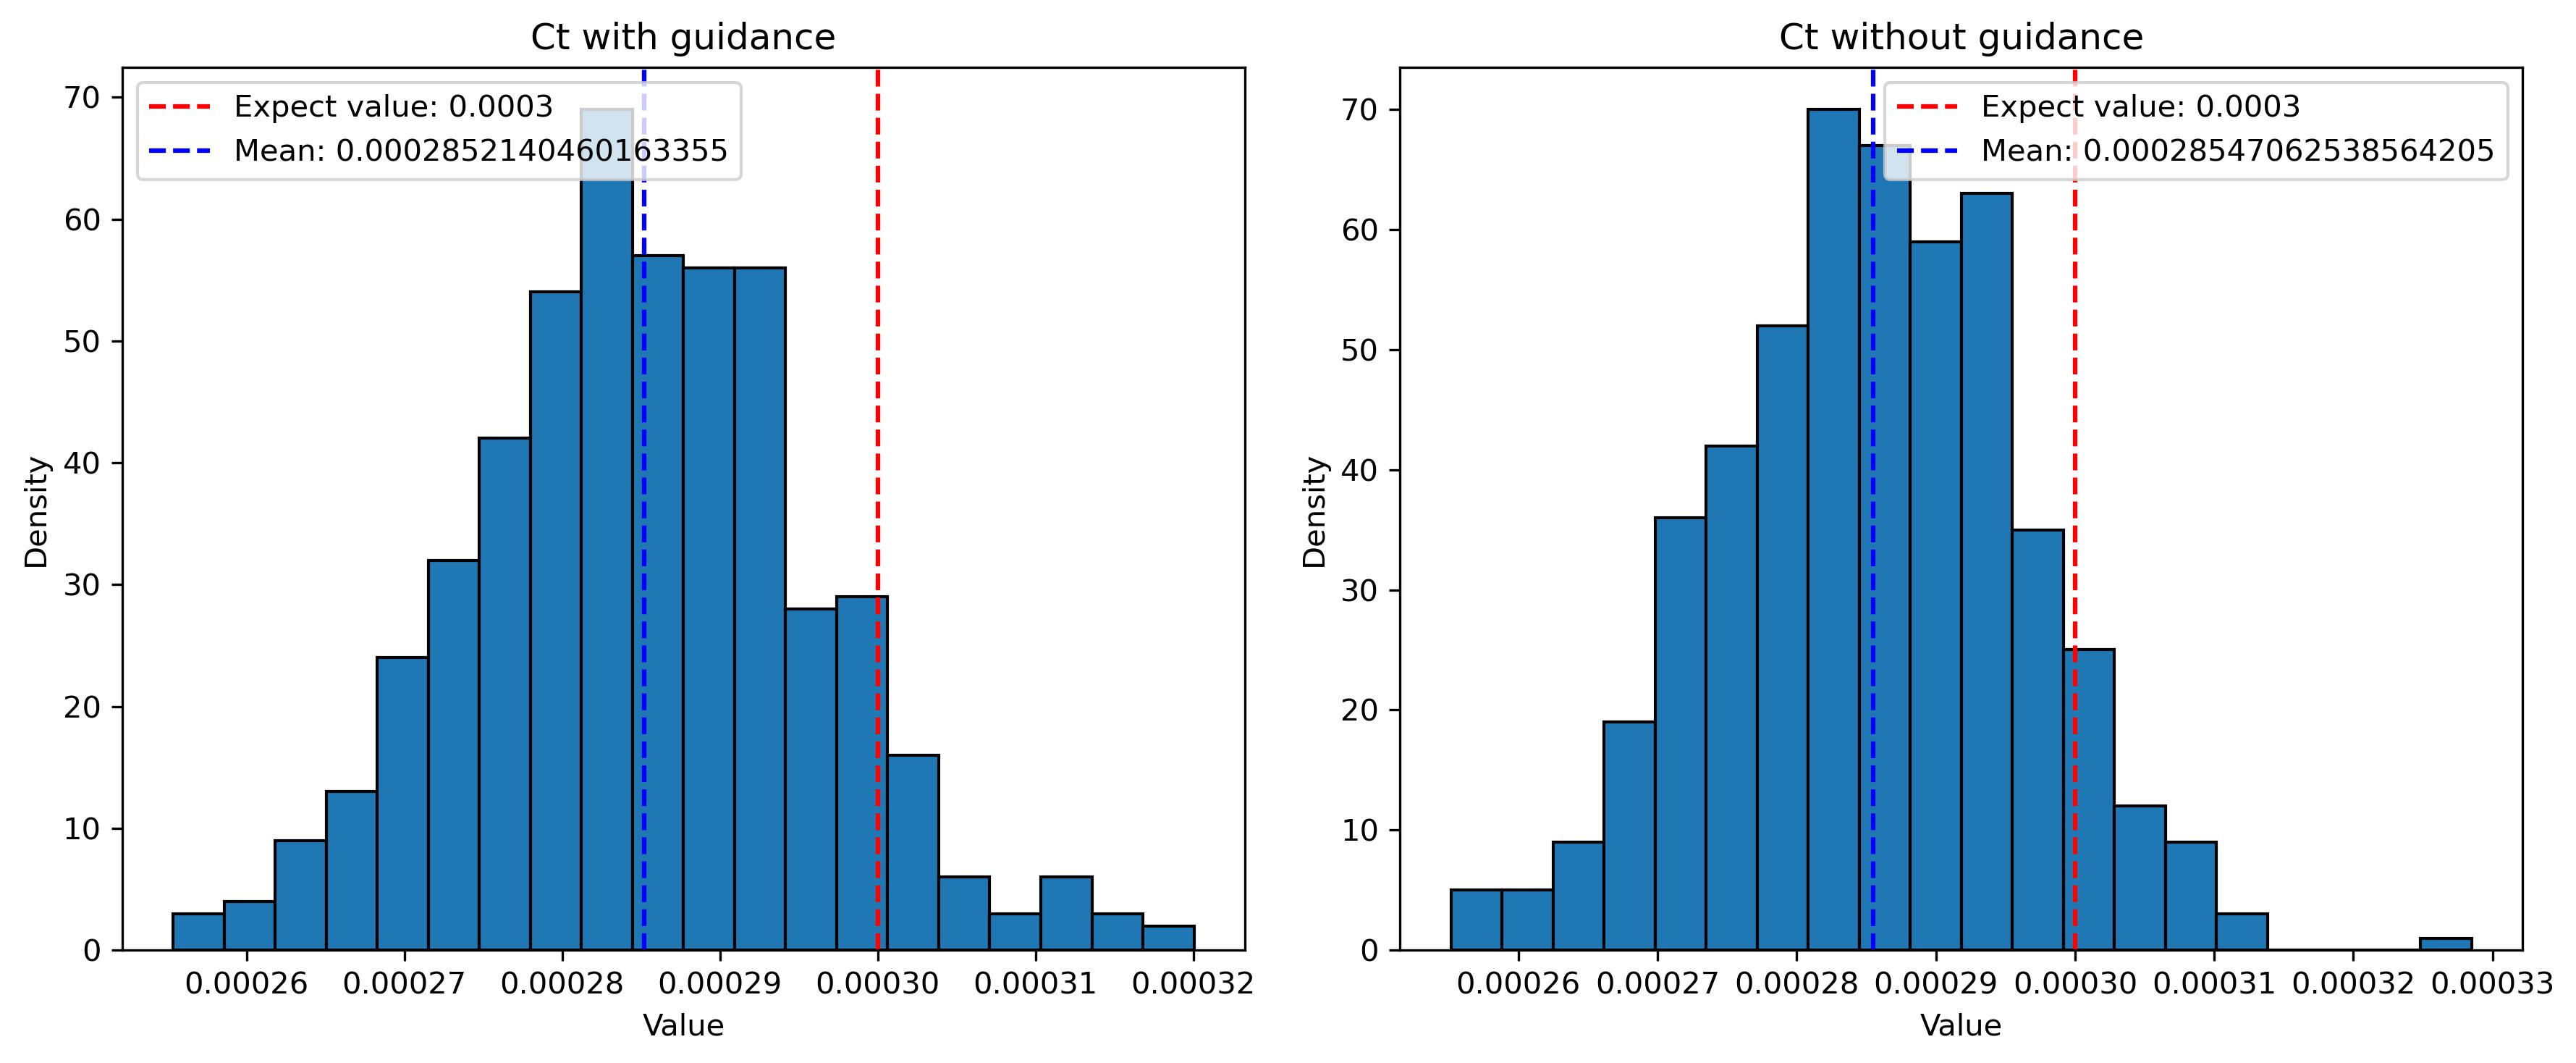 Ct with guidance
Expect value: 0.0003
Mean: 0.0002852140460163355
Density
70
60
50
40
30
20
10
0
0.00026 0.00027 0.00028 0.00029 0.00030 0.00031 0.00032
Value
Ct without guidance
Expect value: 0.0003
Mean: 0.00028547062538564205
Density
70
60
50
40
30
20
10
0
0.00026 0.00027 0.00028 0.00029 0.00030 0.00031 0.00032 0.00033
Value